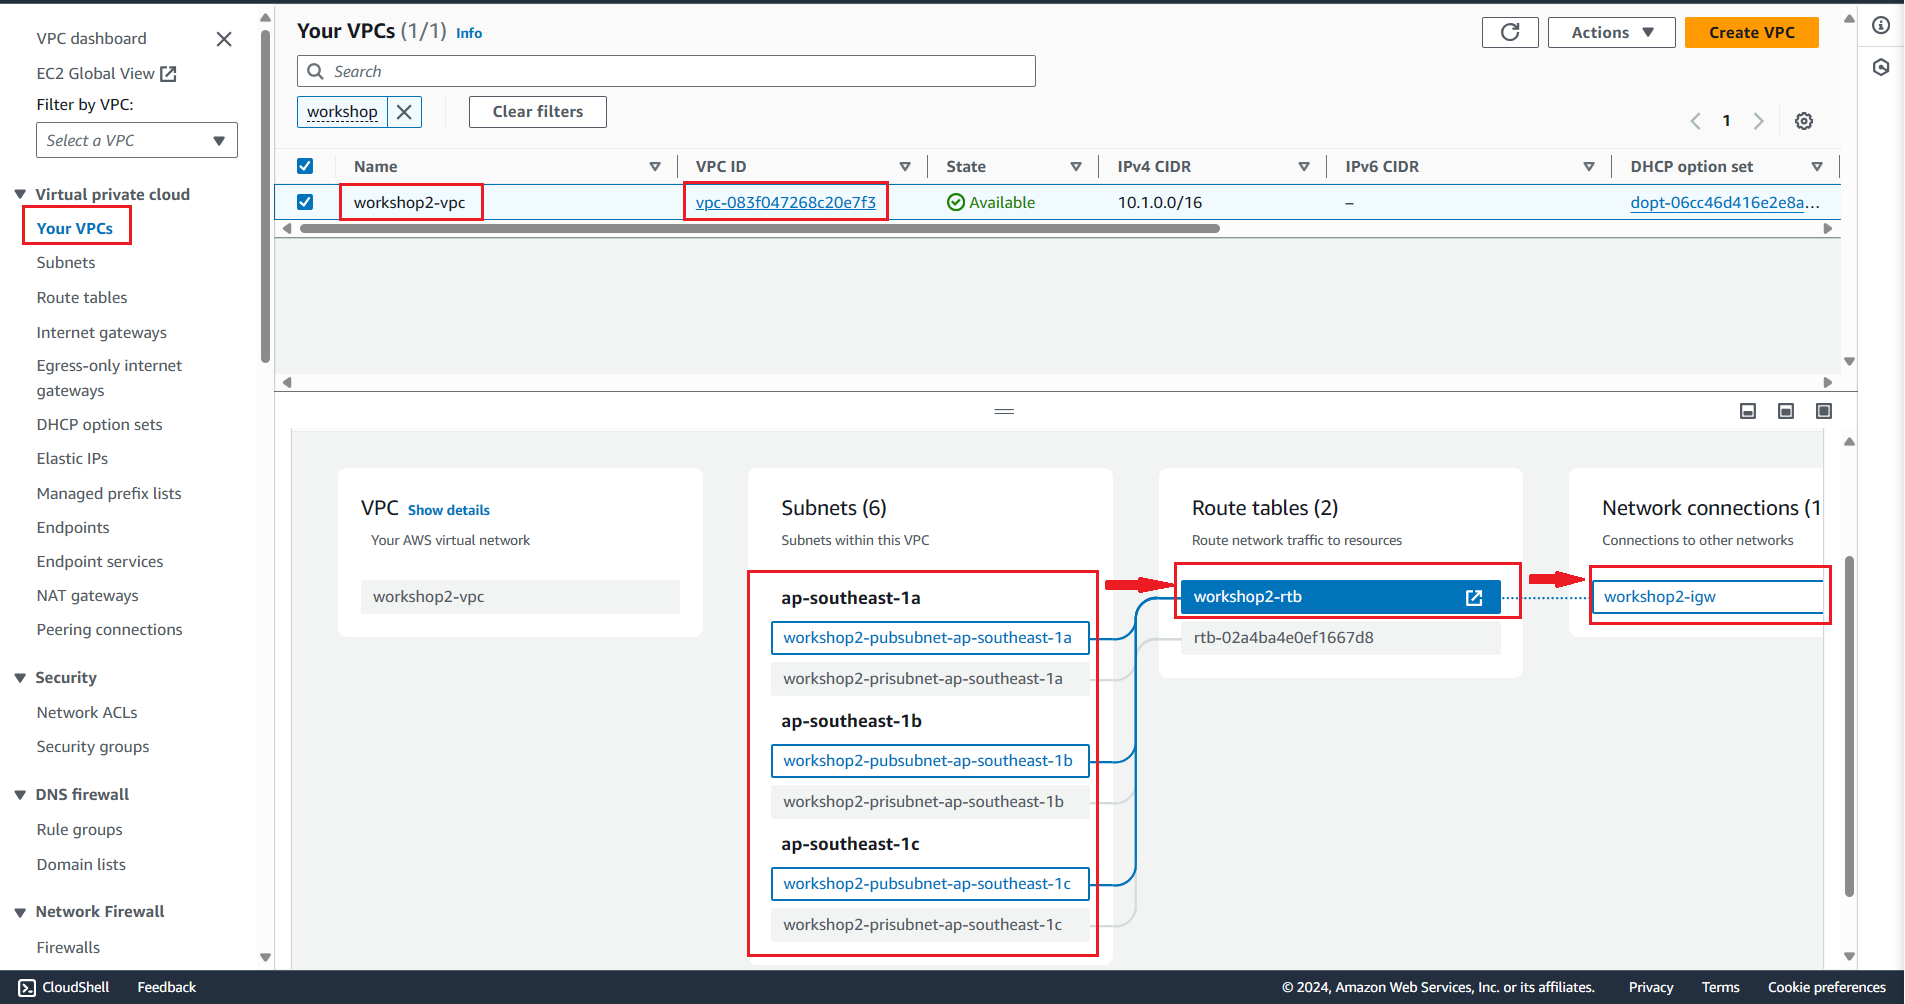 VPC dashboard
EC2 Global View
Filter by VPC:
Select a VPC
Virtual private cloud
Your VPCs
Subnets
Route tables
Internet gateways
Egress-only internet
gateways
DHCP option sets
Elastic IPs
Managed prefix lists
Endpoints
Endpoint services
NAT gateways
Peering connections
Security
Network ACLs
Security groups
DNS firewall
Rule groups
Domain lists
Network Firewall
Firewalls
Your VPCs (1/1) Info
Actions
Create VPC
Search
workshop
Clear filters
1
Name VPC ID State IPv4 CIDR IPv6 CIDR DHCP option set
workshop2-vpc vpc-083f047268c20e7f3 Available 10.1.0.0/16 – dopt-06cc46d416e2e8a...
VPC Show details
Your AWS virtual network
workshop2-vpc
Subnets (6)
Subnets within this VPC
ap-southeast-1a
workshop2-pubsubnet-ap-southeast-1a
workshop2-prisubnet-ap-southeast-1a
ap-southeast-1b
workshop2-pubsubnet-ap-southeast-1b
workshop2-prisubnet-ap-southeast-1b
ap-southeast-1c
workshop2-pubsubnet-ap-southeast-1c
workshop2-prisubnet-ap-southeast-1c
Route tables (2)
Route network traffic to resources
workshop2-rtb
rtb-02a4ba4e0ef1667d8
Network connections (1
Connections to other networks
workshop2-igw
CloudShell Feedback © 2024, Amazon Web Services, Inc. or its affiliates. Privacy Terms Cookie preferences